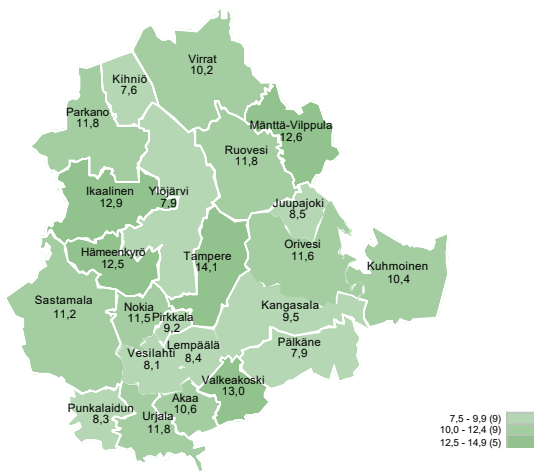 Virrat
10,2
Kihniö
7,6
Parkano
11,8
Mänttä-Vilppula
12,6
Ruovesi
11,8
Ikaalinen
12,9
Ylöjärvi
7,9
Juupajoki
8,5
Orivesi
11,6
Hämeenkyrö
12,5
Tampere
14,1
Kuhmoinen
10,4
Sastamala
11,2
Nokia
11,5
Pirkkala
9,2
Kangasala
9,5
Vesilahti
8,1
Lempäälä
8,4
Pälkäne
7,9
Valkeakoski
13,0
Punkalaidun
8,3
Akaa
10,6
Urjala
11,8
7,5 - 9,9 (9)
10,0 - 12,4 (9)
12,5 - 14,9 (5)